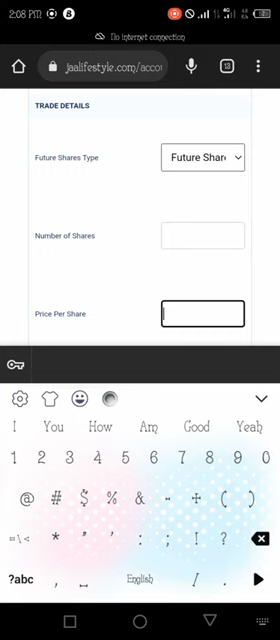 2:08 PM
No internet connection
jaalifestyle.com/accou
13
TRADE DETAILS
Future Shares Type
Future Share
Number of Shares
Price Per Share
I You How Am Good Yeah
1 2 3 4 5 6 7 8 9 0
@ # $ % & - + ( )
= \ < * " ' : ; ! ?
?abc , English / .